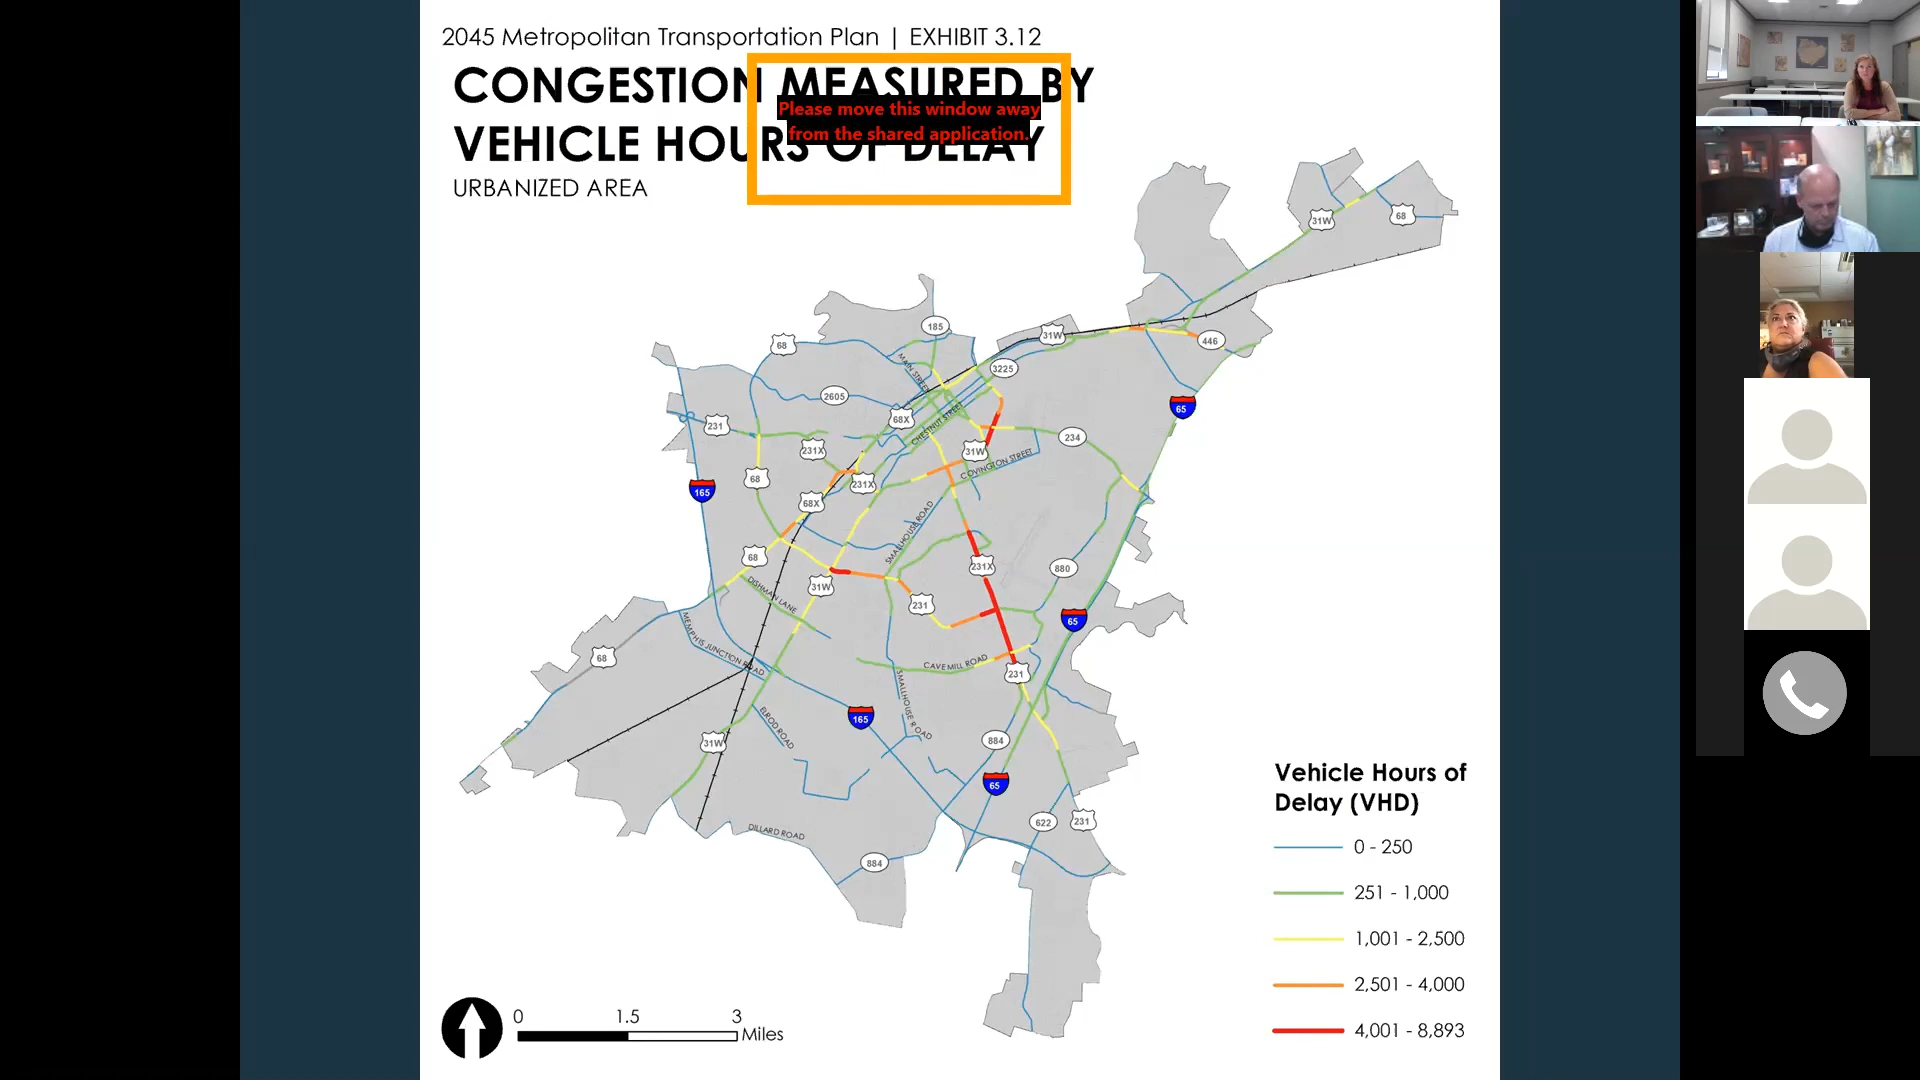 2045 Metropolitan Transportation Plan | EXHIBIT 3.12
CONGESTION MEASURED BY
Please move this window away
from the shared application.
VEHICLE HOURS OF DELAY
URBANIZED AREA
31W
68
185
31W
446
68
MAIN STREET
3225
2605
65
68X
CHESTNUT STREET
231
234
231X
31W
COVINGTON STREET
68
231X
165
68X
SMALLHOUSE ROAD
68
231X
880
DISHMAN LANE
31W
231
65
MEMPHIS JUNCTION ROAD
68
CAVE MILL ROAD
231
SMALLHOUSE ROAD
165
ELROD ROAD
31W
884
65
622
231
DILLARD ROAD
884
Vehicle Hours of
Delay (VHD)
0 - 250
251 - 1,000
1,001 - 2,500
2,501 - 4,000
4,001 - 8,893
0 1.5 3
Miles